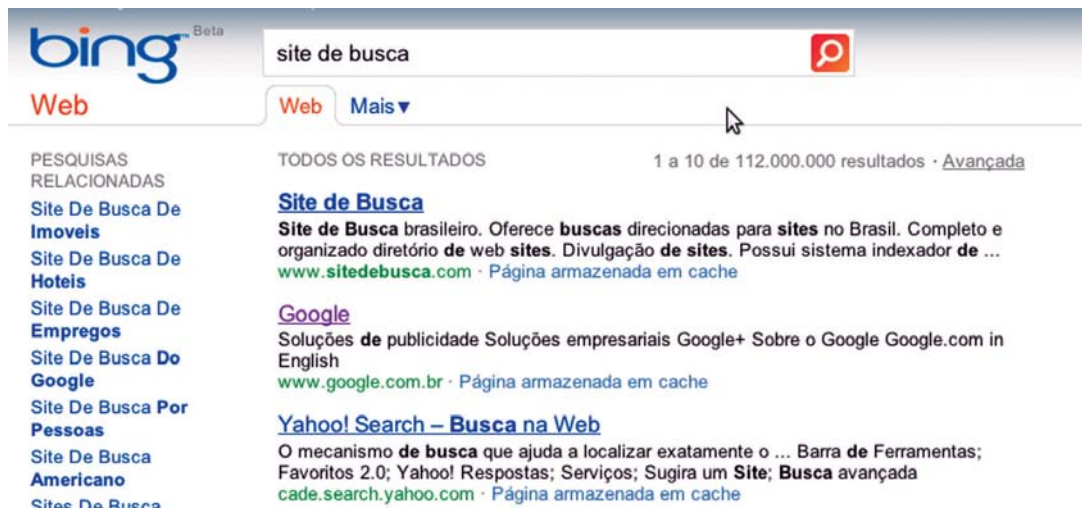 bing Beta
site de busca
Web
Web Mais ▾
PESQUISAS
RELACIONADAS
Site De Busca De
Imoveis
Site De Busca De
Hoteis
Site De Busca De
Empregos
Site De Busca Do
Google
Site De Busca Por
Pessoas
Site De Busca
Americano
Sites De Busca
TODOS OS RESULTADOS
1 a 10 de 112.000.000 resultados · Avançada
Site de Busca
Site de Busca brasileiro. Oferece buscas direcionadas para sites no Brasil. Completo e
organizado diretório de web sites. Divulgação de sites. Possui sistema indexador de ...
www.sitedebusca.com · Página armazenada em cache
Google
Soluções de publicidade Soluções empresariais Google+ Sobre o Google Google.com in
English
www.google.com.br · Página armazenada em cache
Yahoo! Search – Busca na Web
O mecanismo de busca que ajuda a localizar exatamente o ... Barra de Ferramentas;
Favoritos 2.0; Yahoo! Respostas; Serviços; Sugira um Site; Busca avançada
cade.search.yahoo.com · Página armazenada em cache